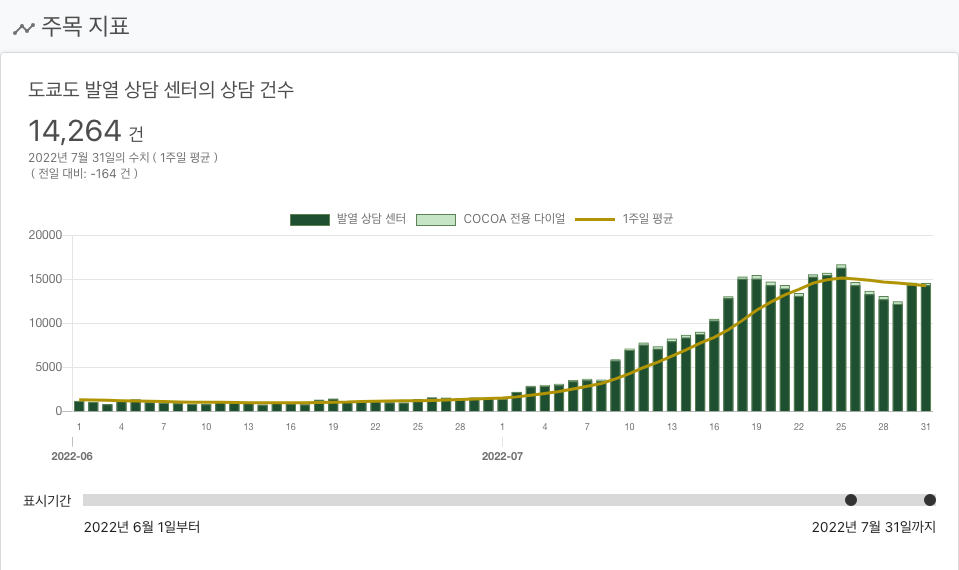 주목 지표
도쿄도 발열 상담 센터의 상담 건수
14,264 건
2022년 7월 31일의 수치 ( 1주일 평균 )
( 전일 대비: -164 건 )
발열 상담 센터 COCOA 전용 다이얼 1주일 평균
20000
15000
10000
5000
0
1 4 7 10 13 16 19 22 25 28 1 4 7 10 13 16 19 22 25 28 31
2022-06 2022-07
표시기간
2022년 6월 1일부터 2022년 7월 31일까지